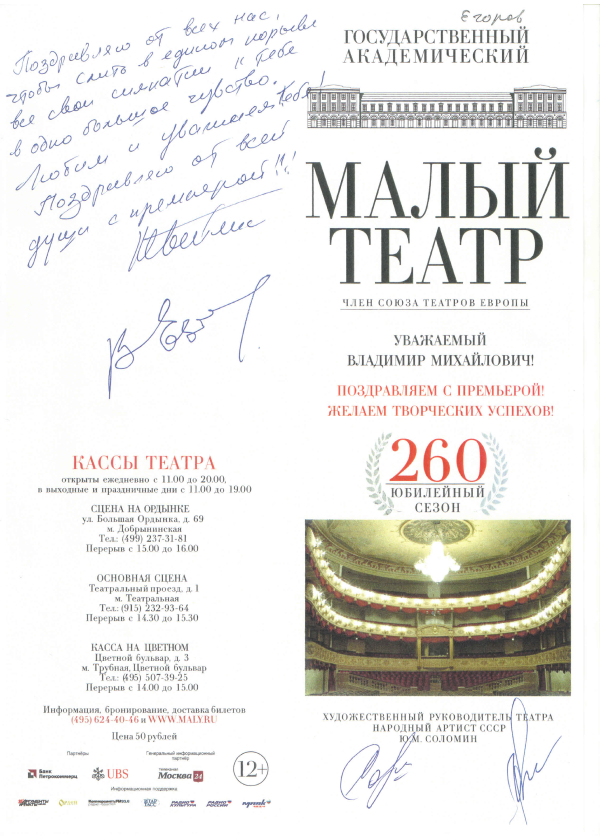 Поздравляю от всех нас,
чтобы слить в едином порыве
все свои симпатии к тебе
в одно большое чувство.
Любим и уважаем тебя!
Поздравляю от всей
души с премьерой!!!
КАССЫ ТЕАТРА
открыты ежедневно с 11.00 до 20.00,
в выходные и праздничные дни с 11.00 до 19.00
СЦЕНА НА ОРДЫНКЕ
ул. Большая Ордынка, д. 69
м. Добрынинская
Тел.: (499) 237-31-81
Перерыв с 15.00 до 16.00
ОСНОВНАЯ СЦЕНА
Театральный проезд, д. 1
м. Театральная
Тел.: (915) 232-93-64
Перерыв с 14.30 до 15.30
КАССА НА ЦВЕТНОМ
Цветной бульвар, д. 3
м. Трубная, Цветной бульвар
Тел.: (495) 507-39-25
Перерыв с 14.00 до 15.00
Информация, бронирование, доставка билетов
(495) 624-40-46 и WWW.MALY.RU
Цена 50 рублей
Партнёры
Генеральный информационный
партнёр
Банк
Петрокоммерц
UBS
телеканал
Москва 24
12+
Информационная поддержка
РАДИО
КУЛЬТУРА
РАДИО
РОССИИ
Егоров
ГОСУДАРСТВЕННЫЙ
АКАДЕМИЧЕСКИЙ
МАЛЫЙ
ТЕАТР
ЧЛЕН СОЮЗА ТЕАТРОВ ЕВРОПЫ
УВАЖАЕМЫЙ
ВЛАДИМИР МИХАЙЛОВИЧ!
ПОЗДРАВЛЯЕМ С ПРЕМЬЕРОЙ!
ЖЕЛАЕМ ТВОРЧЕСКИХ УСПЕХОВ!
260
ЮБИЛЕЙНЫЙ
СЕЗОН
ХУДОЖЕСТВЕННЫЙ РУКОВОДИТЕЛЬ ТЕАТРА
НАРОДНЫЙ АРТИСТ СССР
Ю.М. СОЛОМИН